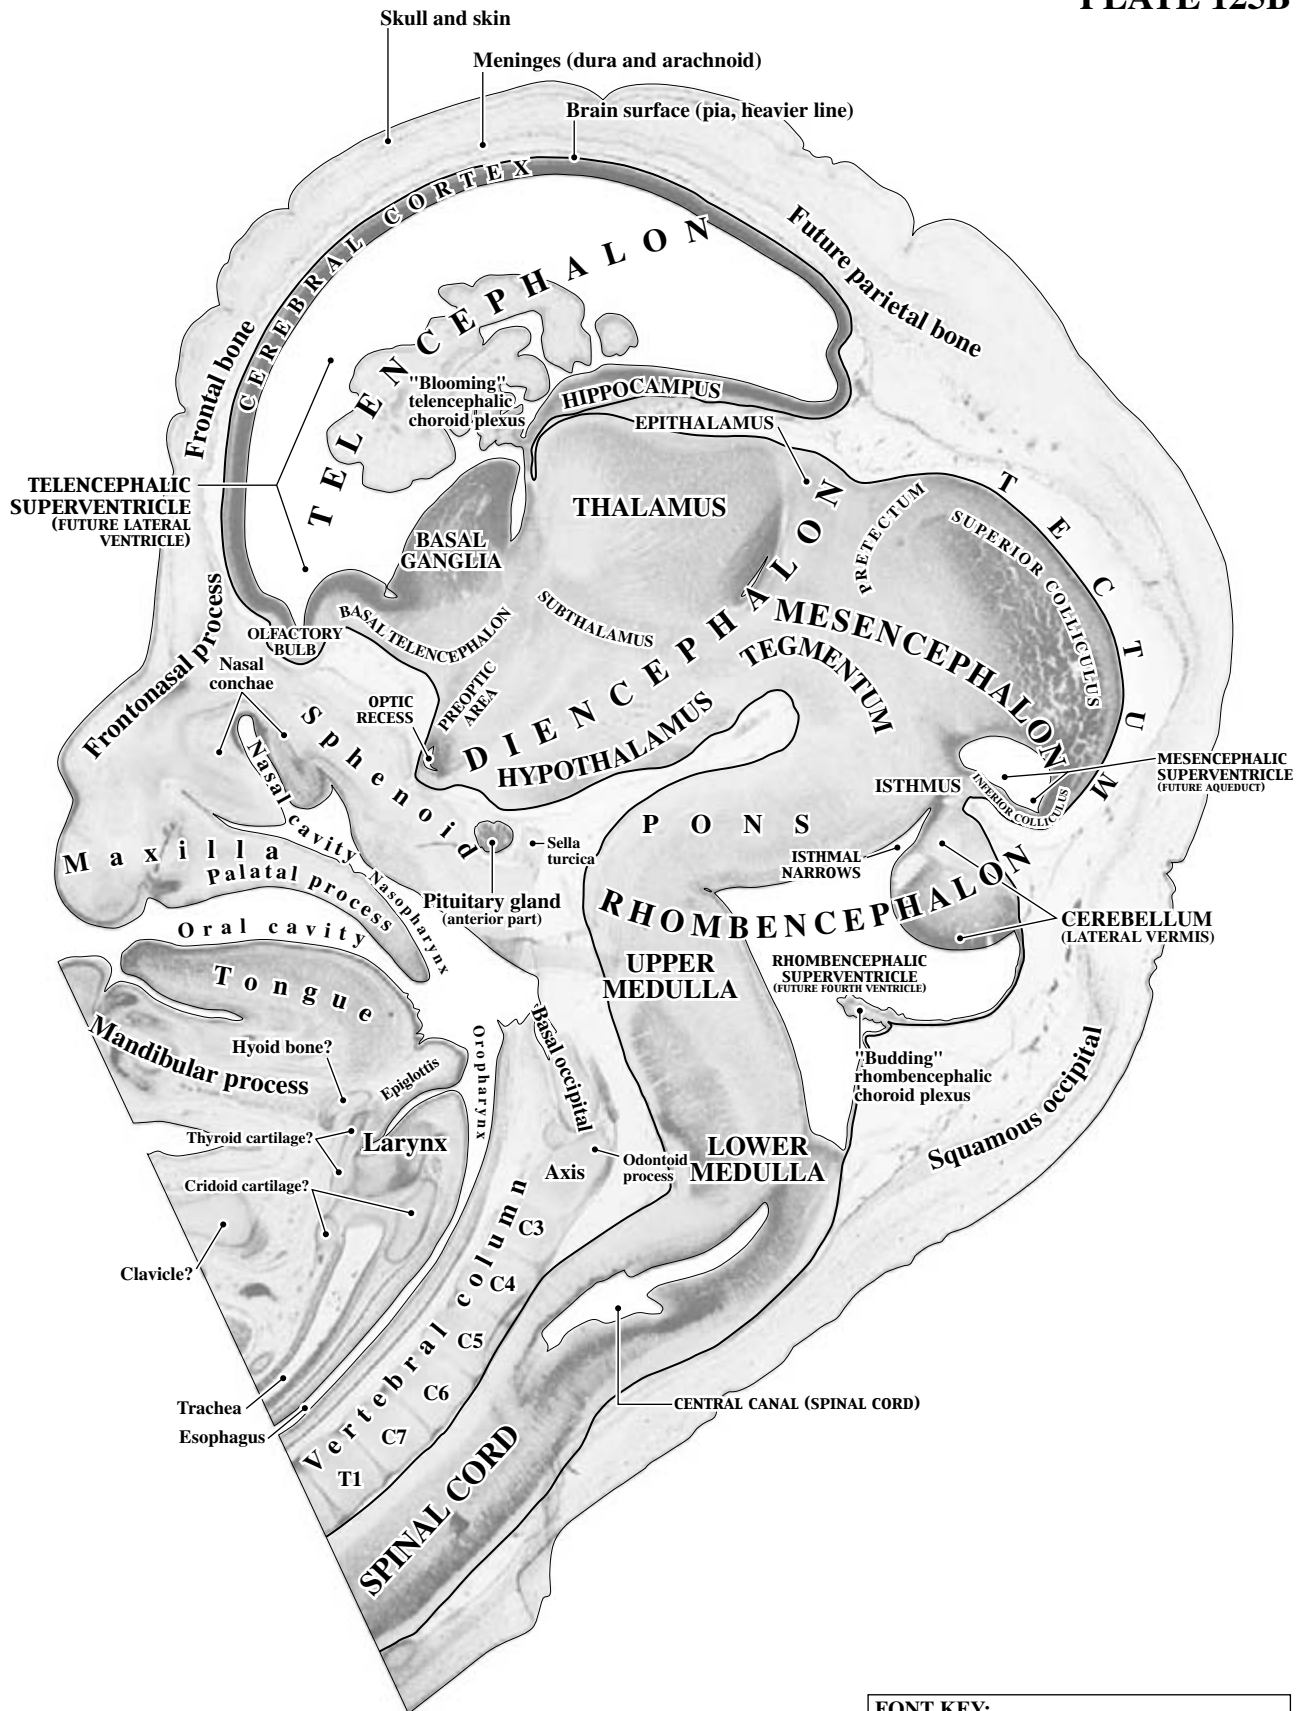 PLATE 123B
Skull and skin
Meninges (dura and arachnoid)
Brain surface (pia, heavier line)
CEREBRAL CORTEX
TELENCEPHALON
Future parietal bone
Frontal bone
"Blooming"
telencephalic
choroid plexus
HIPPOCAMPUS
EPITHALAMUS
TELENCEPHALIC
SUPERVENTRICLE
(FUTURE LATERAL
VENTRICLE)
THALAMUS
BASAL
GANGLIA
PRETECTUM
SUPERIOR COLLICULUS
TECTUM
BASAL TELENCEPHALON
SUBTHALAMUS
DIENCEPHALON
MESENCEPHALON
TEGMENTUM
OLFACTORY
BULB
Frontonasal process
Nasal
conchae
OPTIC
RECESS
PREOPTIC
AREA
HYPOTHALAMUS
Sphenoid
Nasal cavity
ISTHMUS
INFERIOR COLLICULUS
MESENCEPHALIC
SUPERVENTRICLE
(FUTURE AQUEDUCT)
PONS
Sella
turcica
ISTHMAL
NARROWS
Maxilla
Palatal process
Nasopharynx
Pituitary gland
(anterior part)
RHOMBENCEPHALON
CEREBELLUM
(LATERAL VERMIS)
Oral cavity
Tongue
UPPER
MEDULLA
RHOMBENCEPHALIC
SUPERVENTRICLE
(FUTURE FOURTH VENTRICLE)
Mandibular process
Hyoid bone?
Epiglottis
Oropharynx
Basal occipital
"Budding"
rhombencephalic
choroid plexus
Squamous occipital
Thyroid cartilage?
Larynx
Axis
Odontoid
process
LOWER
MEDULLA
Cridoid cartilage?
Clavicle?
Vertebral column
C3
C4
C5
C6
C7
T1
Trachea
Esophagus
CENTRAL CANAL (SPINAL CORD)
SPINAL CORD
FONT KEY: